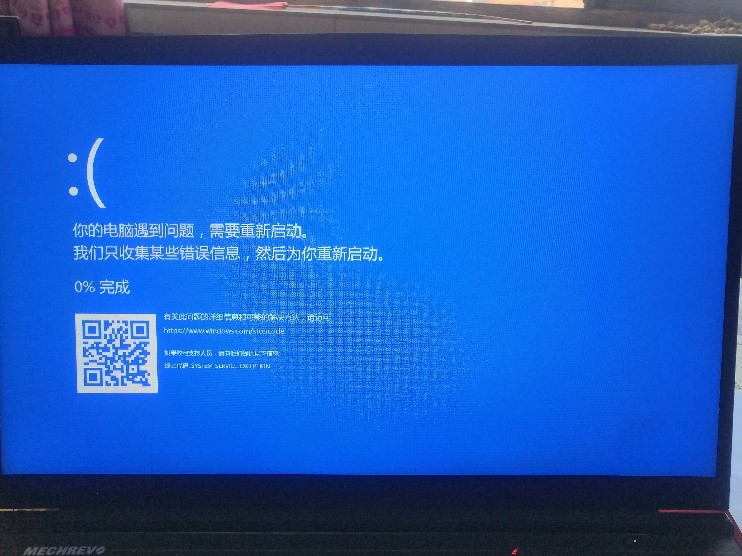 :(
你的电脑遇到问题，需要重新启动。
我们只收集某些错误信息，然后为你重新启动。
0% 完成
有关此问题的详细信息和可能的解决方法，请访问
https://www.windows.com/stopcode
如果致电支持人员，请向他们提供以下信息:
终止代码: SYSTEM_SERVICE_EXCEPTION
MECHREVO